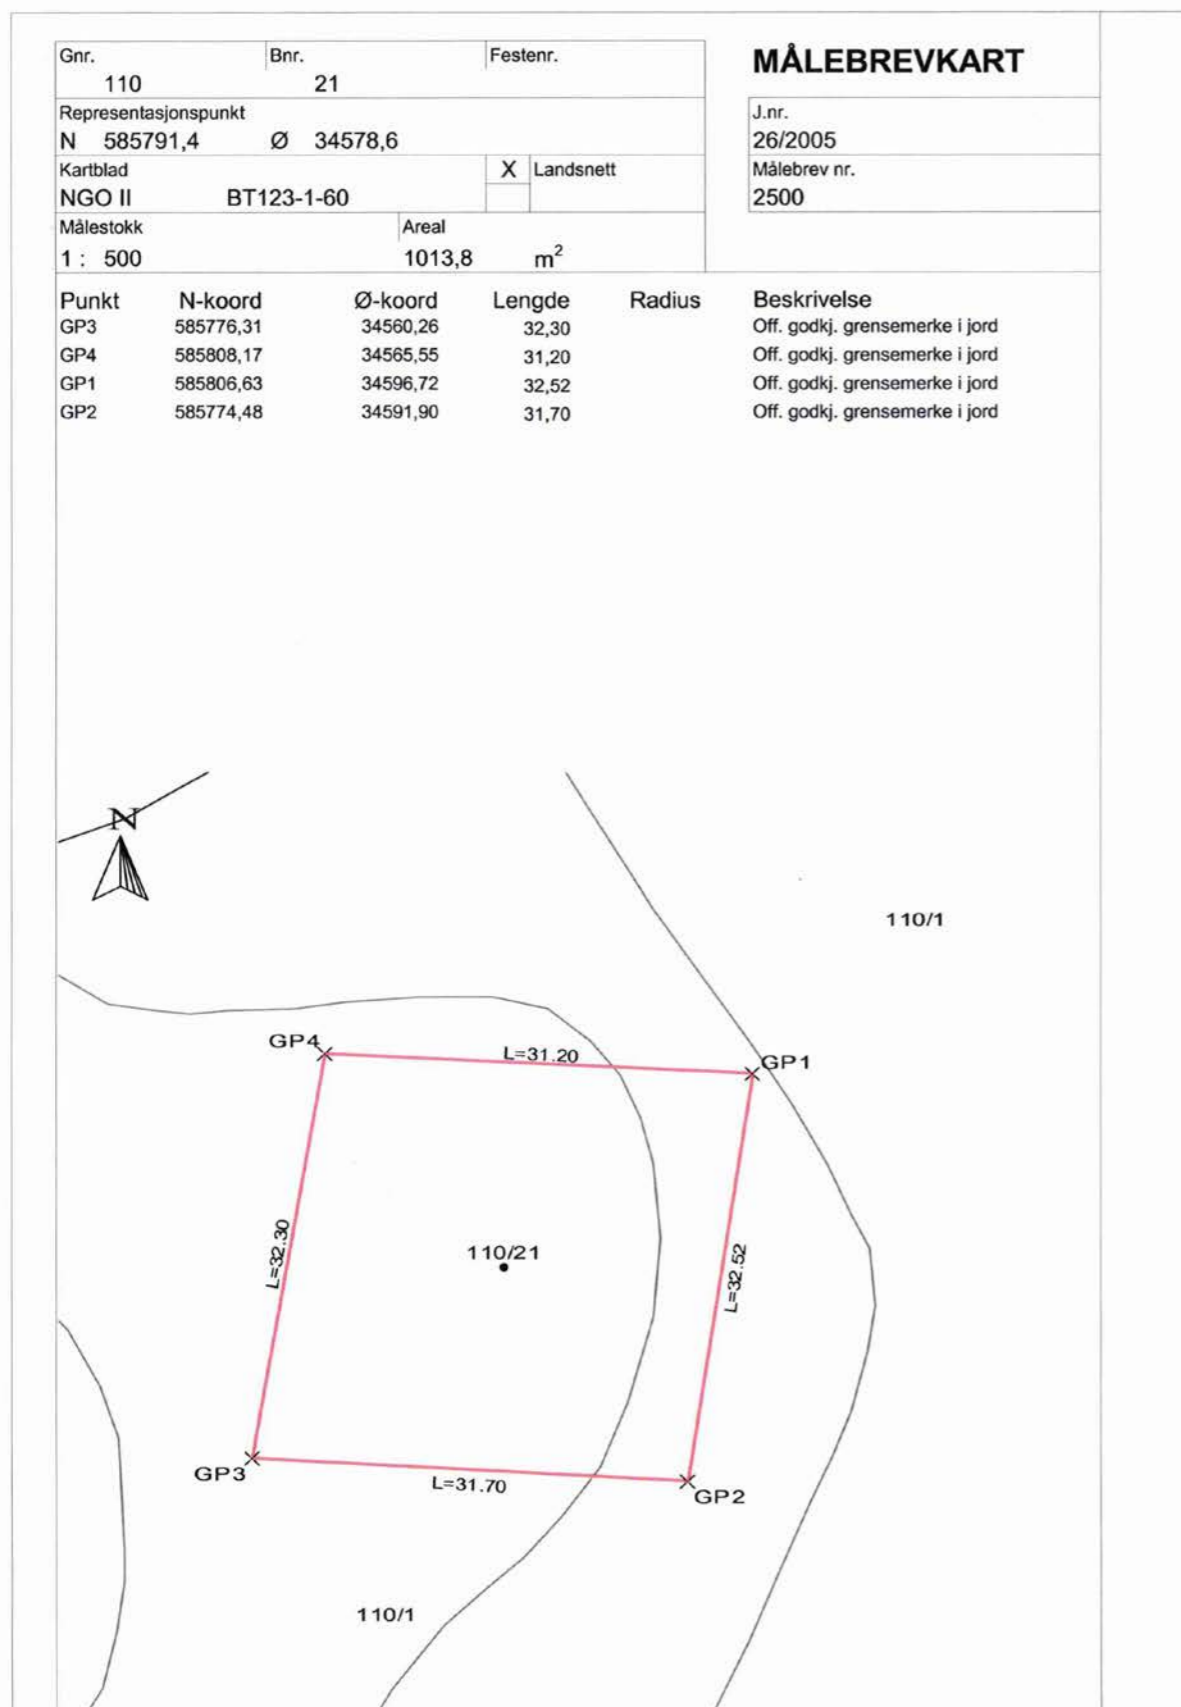 Gnr. Bnr. Festenr. MÅLEBREVKART
110 21
Representasjonspunkt J.nr.
N 585791,4 Ø 34578,6 26/2005
Kartblad X Landsnett Målebrev nr.
NGO II BT123-1-60 2500
Målestokk Areal
1 : 500 1013,8 m²
Punkt N-koord Ø-koord Lengde Radius Beskrivelse
GP3 585776,31 34560,26 32,30 Off. godkj. grensemerke i jord
GP4 585808,17 34565,55 31,20 Off. godkj. grensemerke i jord
GP1 585806,63 34596,72 32,52 Off. godkj. grensemerke i jord
GP2 585774,48 34591,90 31,70 Off. godkj. grensemerke i jord
N
110/1
GP4
L=31.20
GP1
L=32.30
110/21
L=32.52
GP3
L=31.70
GP2
110/1